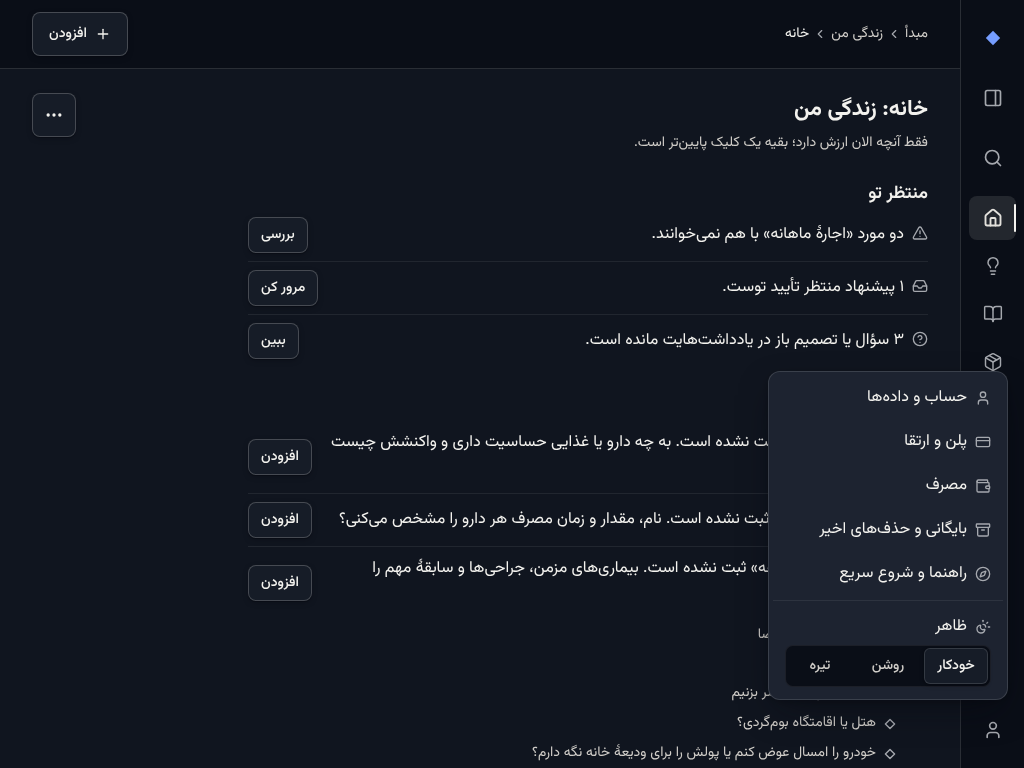 مبدأ › زندگی من › خانه
افزودن
خانه: زندگی من
فقط آنچه الان ارزش دارد؛ بقیه یک کلیک پایین‌تر است.
منتظر تو
دو مورد «اجارهٔ ماهانه» با هم نمی‌خوانند.
بررسی
۱ پیشنهاد منتظر تأیید توست.
مرور کن
۳ سؤال یا تصمیم باز در یادداشت‌هایت مانده است.
ببین
نشده است. به چه دارو یا غذایی حساسیت داری و واکنشش چیست
افزودن
ثبت نشده است. نام، مقدار و زمان مصرف هر دارو را مشخص می‌کنی؟
افزودن
ثبت نشده است. بیماری‌های مزمن، جراحی‌ها و سابقهٔ مهم را
افزودن
بزنیم
هتل یا اقامتگاه بوم‌گردی؟
خودرو را امسال عوض کنم یا پولش را برای ودیعهٔ خانه نگه دارم؟
حساب و داده‌ها
پلن و ارتقا
مصرف
بایگانی و حذف‌های اخیر
راهنما و شروع سریع
ظاهر
خودکار
روشن
تیره